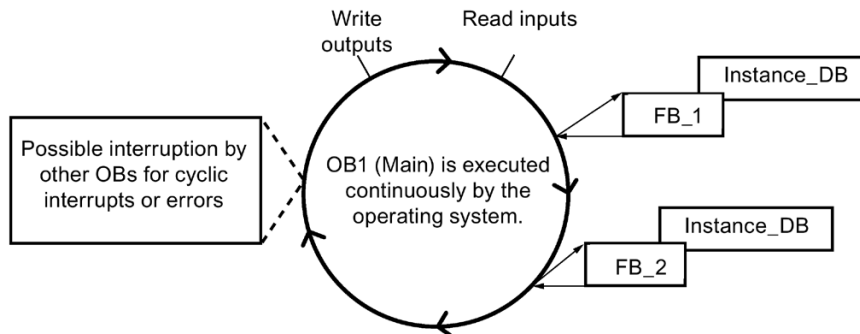 Write
outputs
Read inputs
Instance_DB
FB_1
Possible interruption by
other OBs for cyclic
interrupts or errors
OB1 (Main) is executed
continuously by the
operating system.
Instance_DB
FB_2